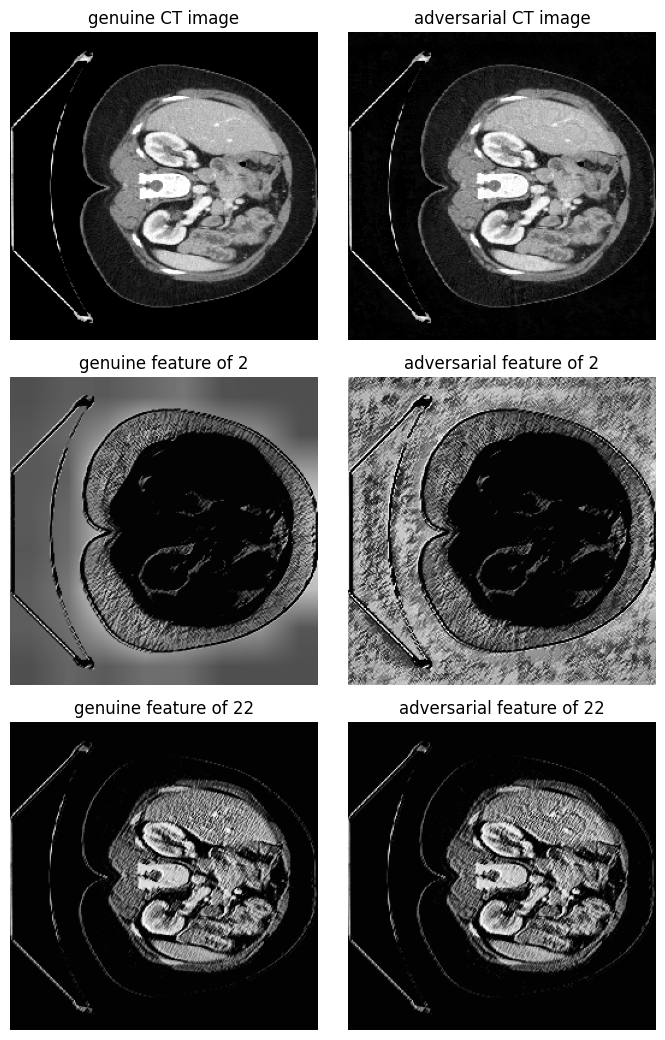 genuine CT image
adversarial CT image
genuine feature of 2
adversarial feature of 2
genuine feature of 22
adversarial feature of 22